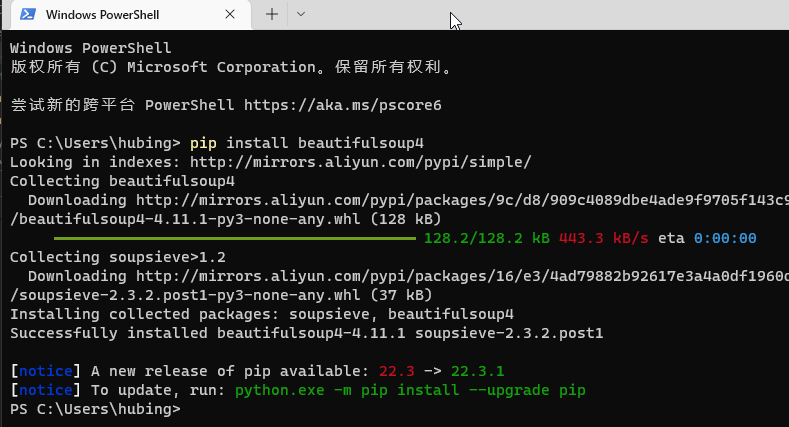 Windows PowerShell
Windows PowerShell
版权所有 (C) Microsoft Corporation。保留所有权利。
尝试新的跨平台 PowerShell https://aka.ms/pscore6
PS C:\Users\hubing> pip install beautifulsoup4
Looking in indexes: http://mirrors.aliyun.com/pypi/simple/
Collecting beautifulsoup4
Downloading http://mirrors.aliyun.com/pypi/packages/9c/d8/909c4089dbe4ade9f9705f143c9
/beautifulsoup4-4.11.1-py3-none-any.whl (128 kB)
128.2/128.2 kB 443.3 kB/s eta 0:00:00
Collecting soupsieve>1.2
Downloading http://mirrors.aliyun.com/pypi/packages/16/e3/4ad79882b92617e3a4a0df1960d
/soupsieve-2.3.2.post1-py3-none-any.whl (37 kB)
Installing collected packages: soupsieve, beautifulsoup4
Successfully installed beautifulsoup4-4.11.1 soupsieve-2.3.2.post1
[notice] A new release of pip available: 22.3 -> 22.3.1
[notice] To update, run: python.exe -m pip install --upgrade pip
PS C:\Users\hubing>